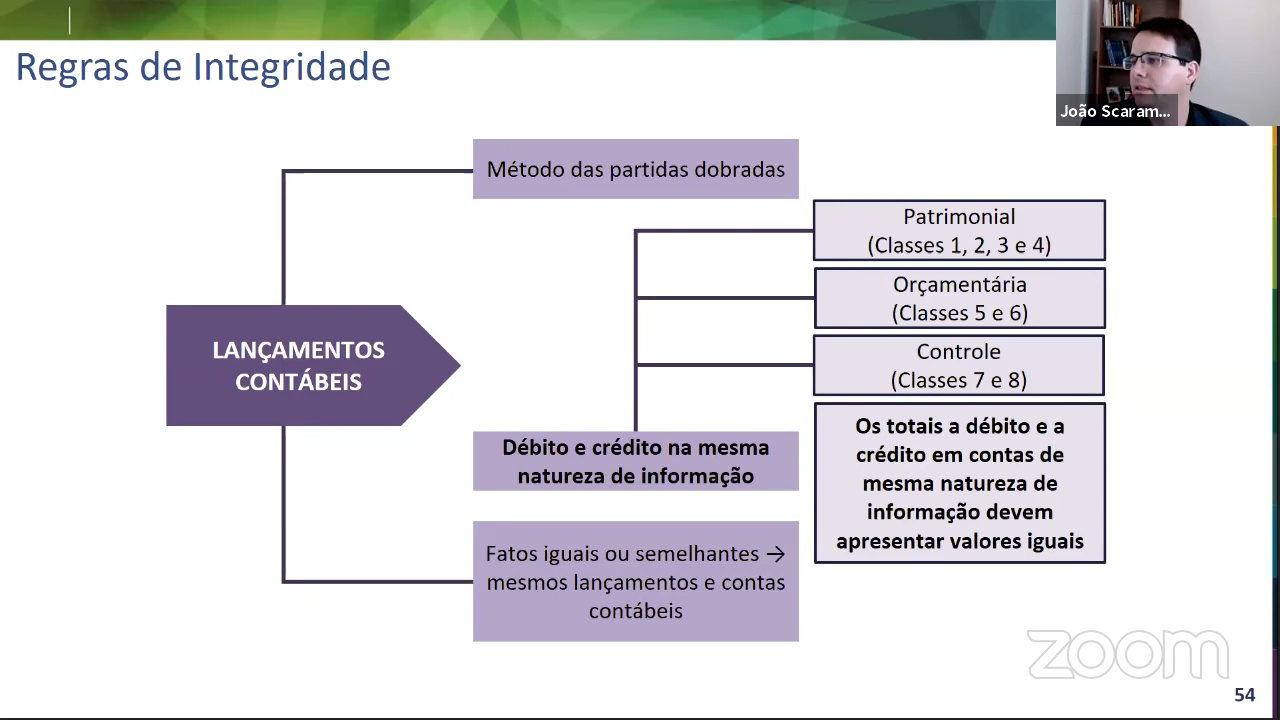 Regras de Integridade
João Scaram...
Método das partidas dobradas
Patrimonial
(Classes 1, 2, 3 e 4)
Orçamentária
(Classes 5 e 6)
LANÇAMENTOS
CONTÁBEIS
Controle
(Classes 7 e 8)
Débito e crédito na mesma
natureza de informação
Os totais a débito e a
crédito em contas de
mesma natureza de
informação devem
apresentar valores iguais
Fatos iguais ou semelhantes →
mesmos lançamentos e contas
contábeis
zoom
54